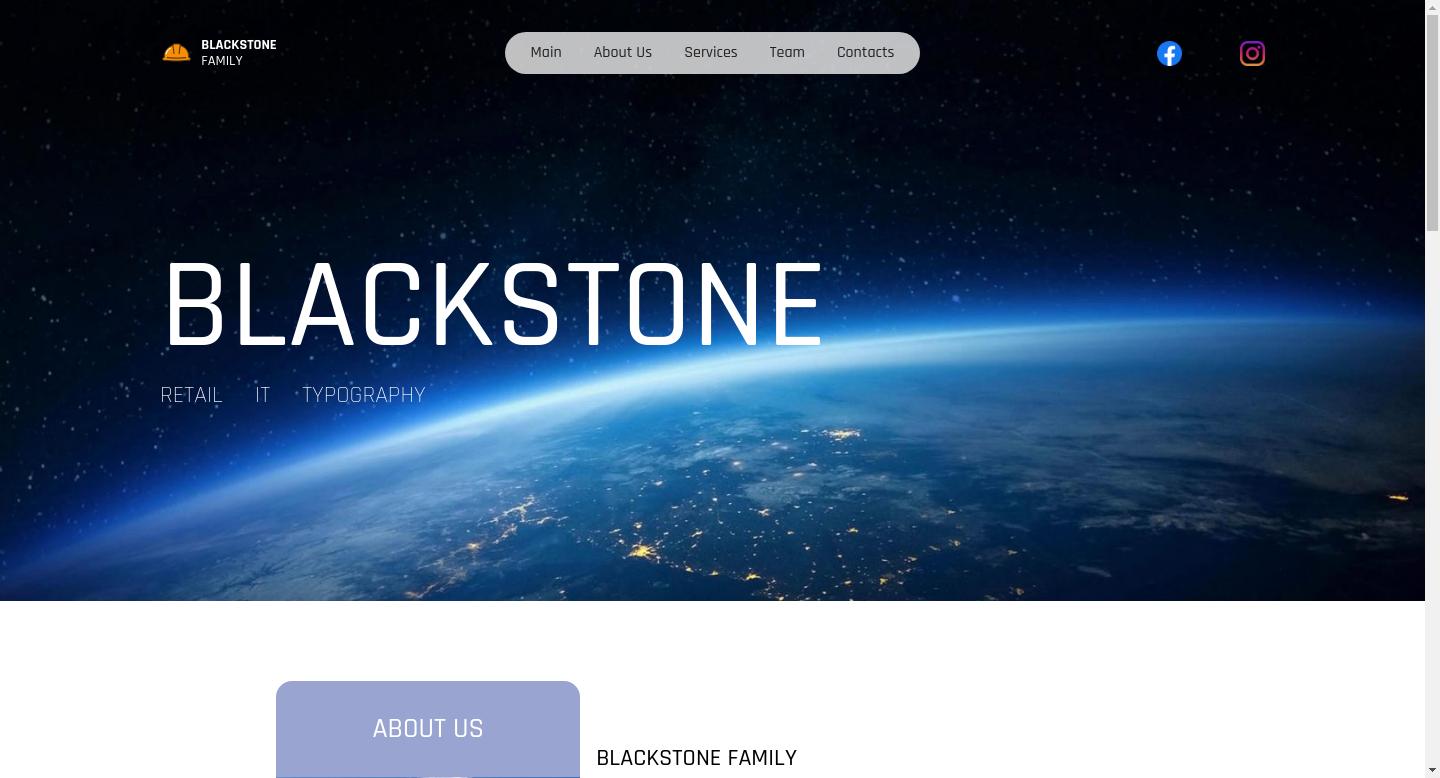 BLACKSTONE
FAMILY
Main About Us Services Team Contacts
BLACKSTONE
RETAIL IT TYPOGRAPHY
ABOUT US
BLACKSTONE FAMILY